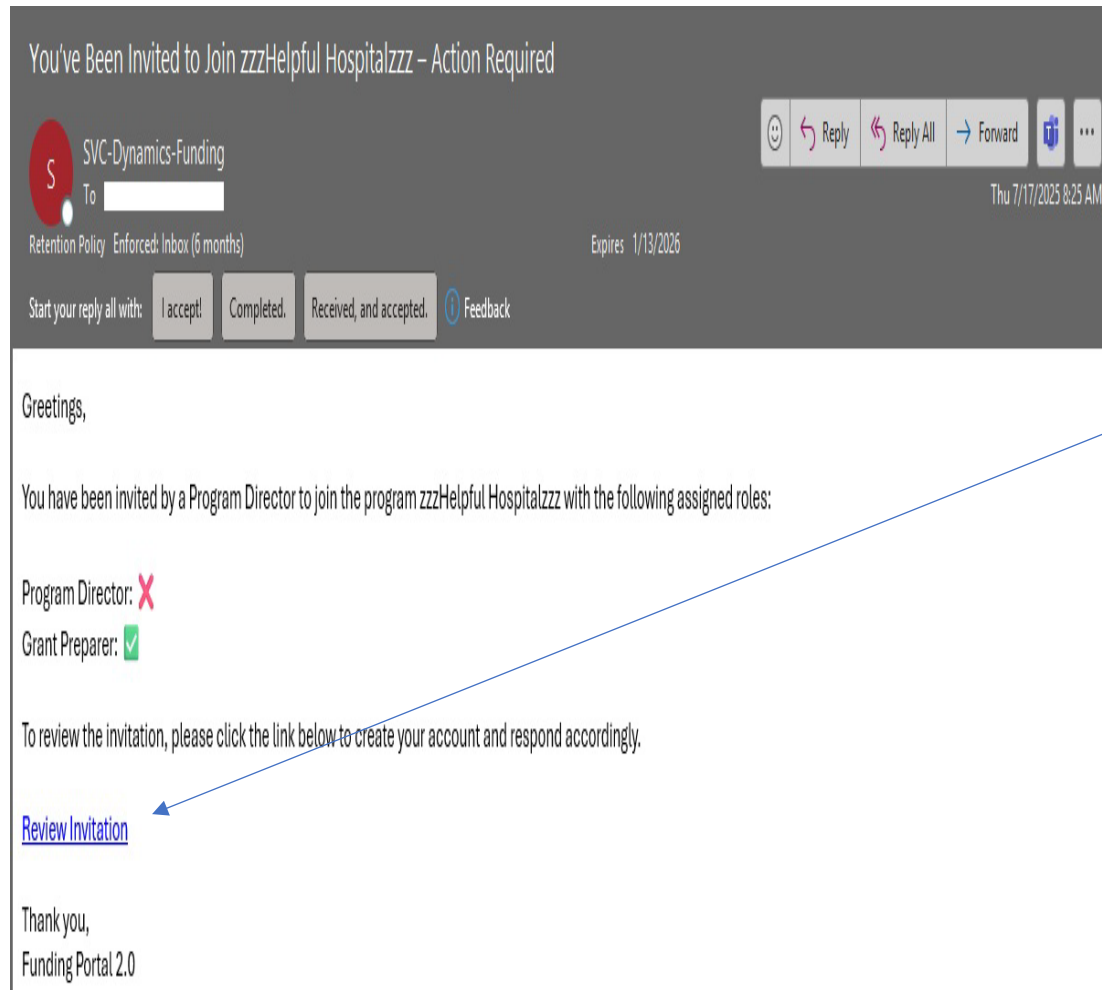 You've Been Invited to Join zzzHelpful Hospitalzzz – Action Required
S
SVC-Dynamics-Funding
To
Reply
Reply All
Forward
Thu 7/17/2025 8:25 AM
Retention Policy Enforced: Inbox (6 months)
Expires 1/13/2026
Start your reply all with:
I accept!
Completed.
Received, and accepted.
Feedback
Greetings,
You have been invited by a Program Director to join the program zzzHelpful Hospitalzzz with the following assigned roles:
Program Director: ❌
Grant Preparer: ✅
To review the invitation, please click the link below to create your account and respond accordingly.
Review Invitation
Thank you,
Funding Portal 2.0